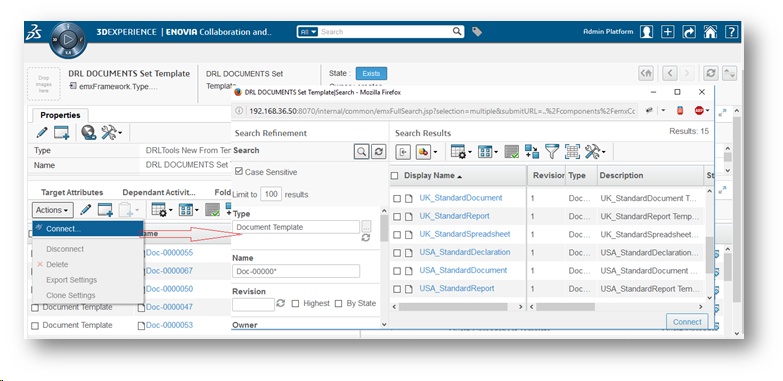 3DEXPERIENCE | ENOVIA Collaboration and..
All Search
Admin Platform
Drop
Images
here
DRL DOCUMENTS Set Template
emxFramework.Type....
DRL DOCUMENTS Set
Template
State : Exists
Properties
Type DRLTools New From Tem
Name DRL DOCUMENTS Set
Target Attributes Dependant Activit... Fold
Actions
Connect...
Disconnect
Delete
Export Settings
Clone Settings
ame
Doc-0000055
Doc-0000067
Doc-0000050
Document Template Doc-0000047
Document Template Doc-0000053
DRL DOCUMENTS Set Template|Search - Mozilla Firefox
192.168.36.50:8070/internal/common/emxFullSearch.jsp?selection=multiple&submitURL=..%2Fcomponents%2FemxCo
ABP
Search Refinement
Search
Case Sensitive
Limit to 100 results
Type
Document Template
...
Name
Doc-00000*
Revision
Highest By State
Owner
Search Results Results: 15
Display Name Revision Type Description St
UK_StandardDocument 1 Doc... UK_StandardDocument T...
UK_StandardReport 1 Doc... UK_StandardReport Temp...
UK_StandardSpreadsheet 1 Doc... UK_StandardSpreadsheet...
USA_StandardDeclaration 1 Doc... USA_StandardDeclaration...
USA_StandardDocument 1 Doc... USA_StandardDocument ...
USA_StandardReport 1 Doc... USA_StandardReport Tem...
Connect